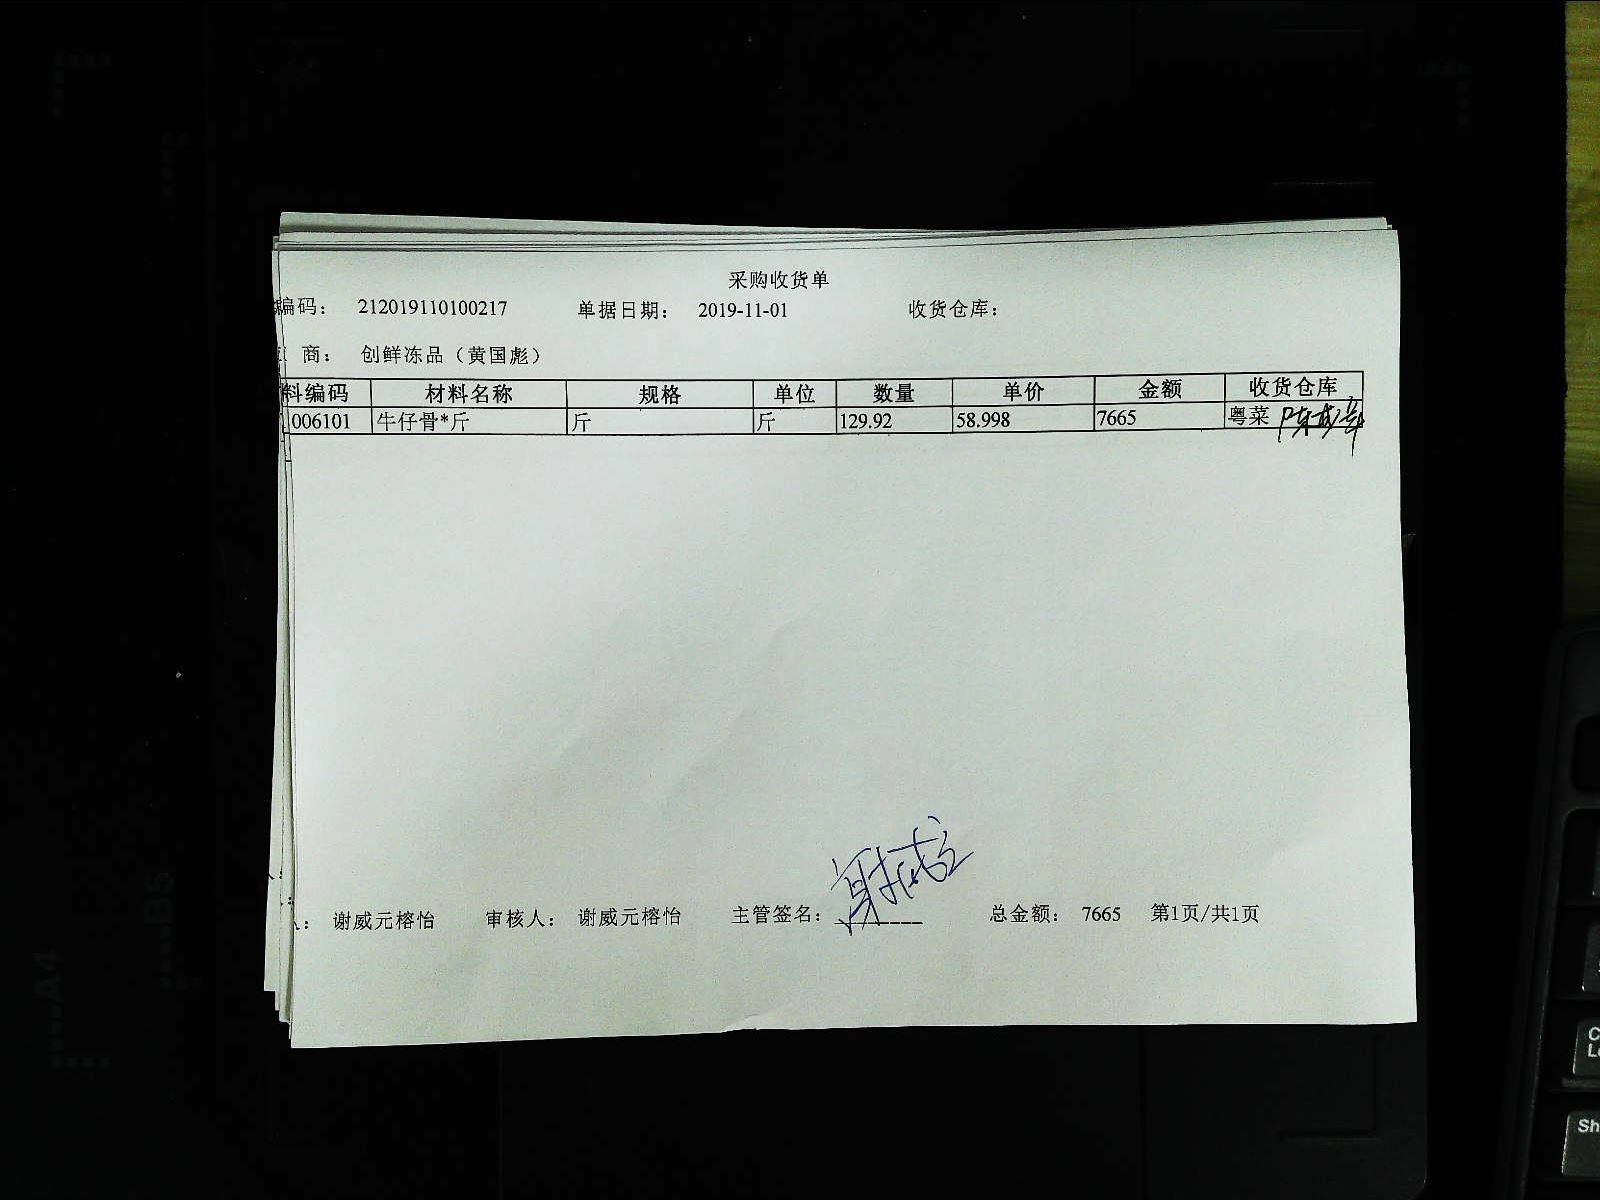 采购收货单
编码： 212019110100217 单据日期： 2019-11-01 收货仓库：
商： 创鲜冻品（黄国彪）
料编码 材料名称 规格 单位 数量 单价 金额 收货仓库
006101 牛仔骨*斤 斤 斤 129.92 58.998 7665 粤菜
谢威元榕怡 审核人： 谢威元榕怡 主管签名： 总金额： 7665 第1页/共1页
A4
B5
Sh